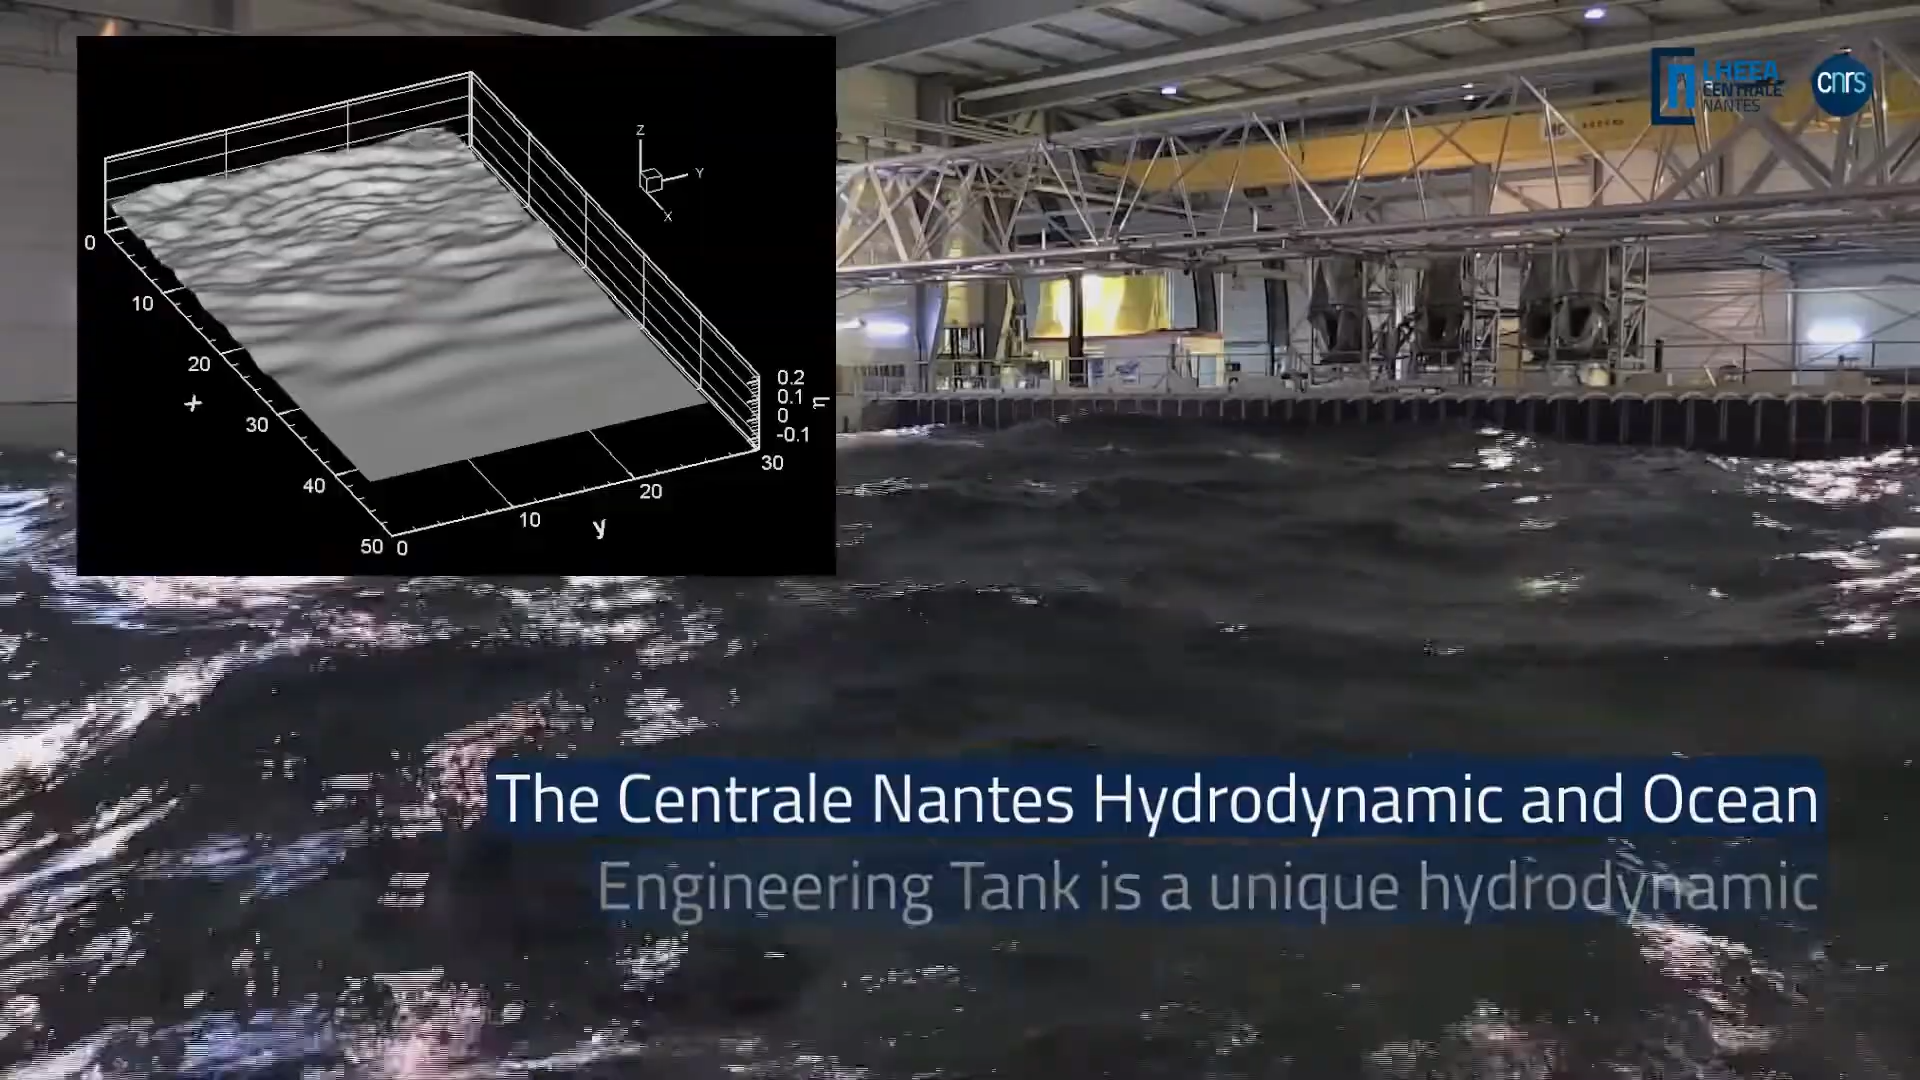 LHEEA
CENTRALE
NANTES
cnrs
Z
Y
X
0
10
20
30
40
50
x
0
10
20
30
y
0.2
0.1
0
-0.1
η
The Centrale Nantes Hydrodynamic and Ocean
Engineering Tank is a unique hydrodynamic